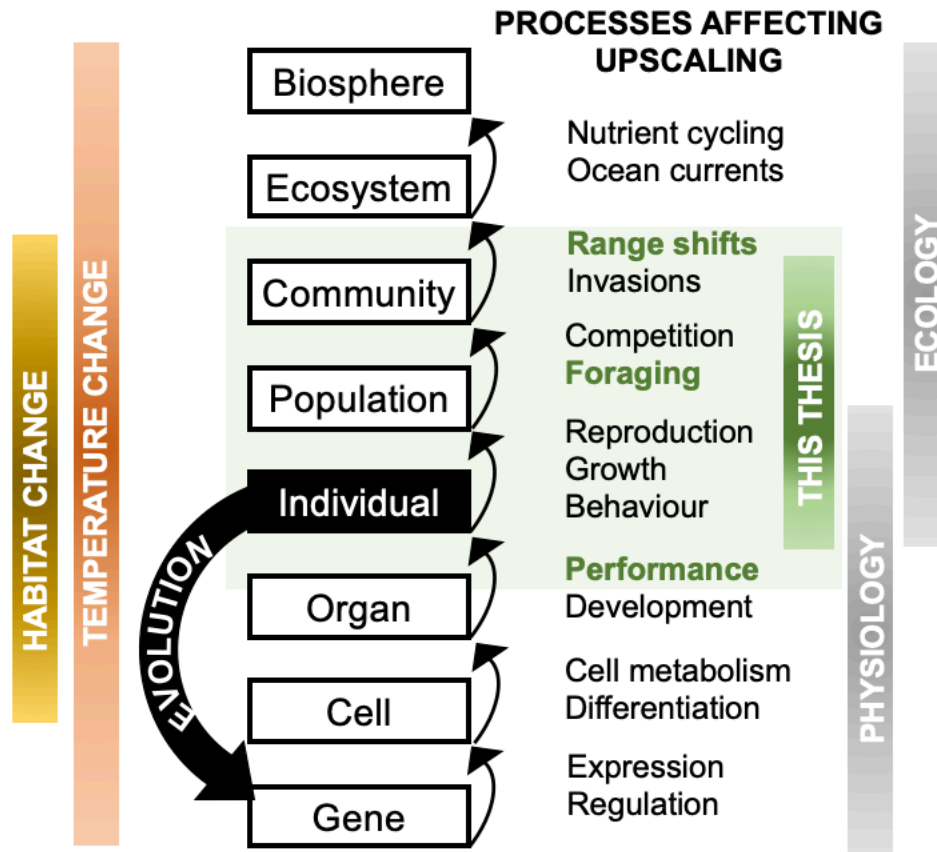 PROCESSES AFFECTING
UPSCALING
Biosphere
Nutrient cycling
Ocean currents
Ecosystem
Range shifts
Invasions
Community
Competition
Foraging
Population
Reproduction
Growth
Behaviour
Individual
Performance
Development
Organ
Cell metabolism
Differentiation
Cell
Expression
Regulation
Gene
HABITAT CHANGE
TEMPERATURE CHANGE
EVOLUTION
THIS THESIS
PHYSIOLOGY
ECOLOGY